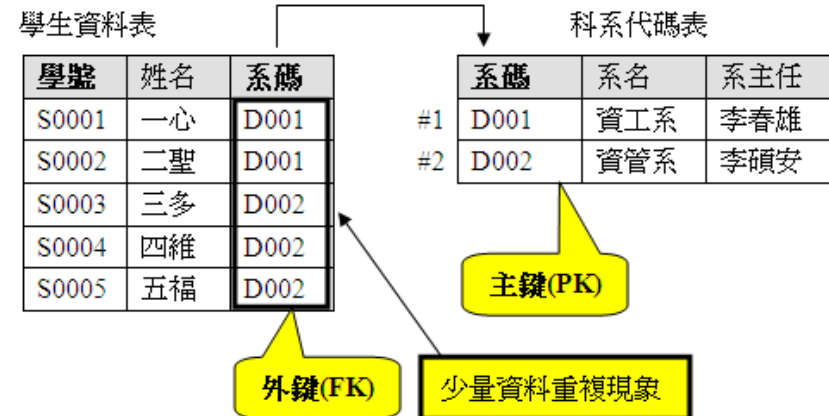 學生資料表
學號 姓名 系碼
S0001 一心 D001
S0002 二聖 D001
S0003 三多 D002
S0004 四維 D002
S0005 五福 D002
外鍵(FK)
科系代碼表
系碼 系名 系主任
#1 D001 資工系 李春雄
#2 D002 資管系 李碩安
主鍵(PK)
少量資料重複現象